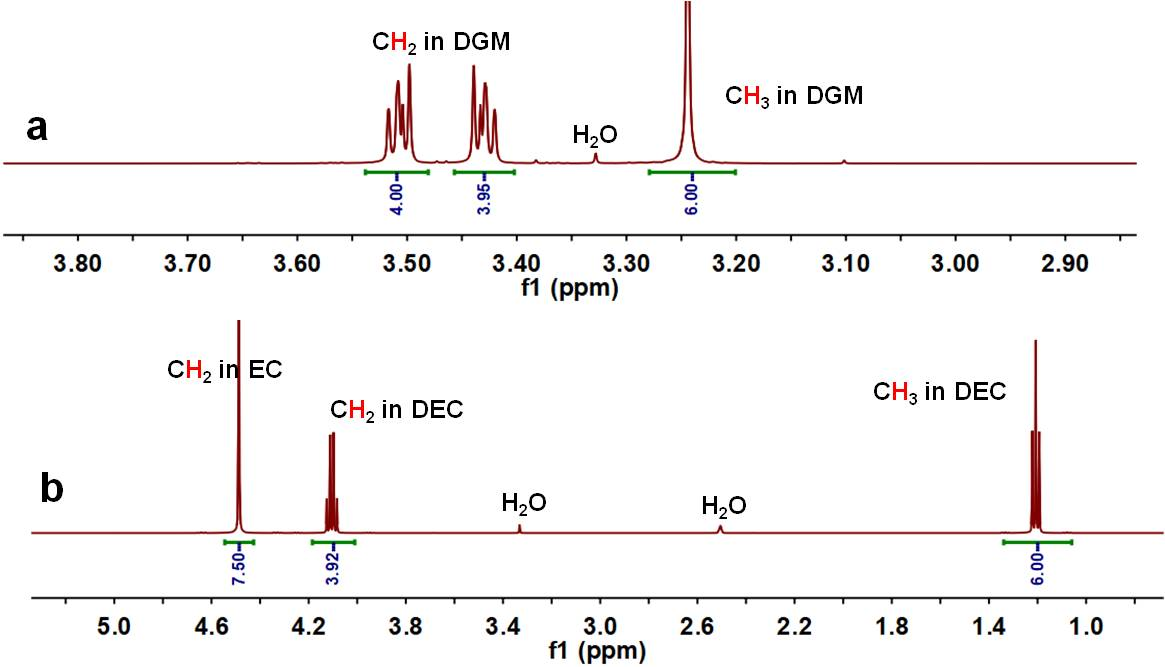 CH₂ in DGM
CH₃ in DGM
a
H₂O
4.00
3.95
6.00
3.80 3.70 3.60 3.50 3.40 3.30 3.20 3.10 3.00 2.90
f1 (ppm)
CH₂ in EC
CH₂ in DEC
CH₃ in DEC
b
H₂O
H₂O
7.50
3.92
6.00
5.0 4.6 4.2 3.8 3.4 3.0 2.6 2.2 1.8 1.4 1.0
f1 (ppm)